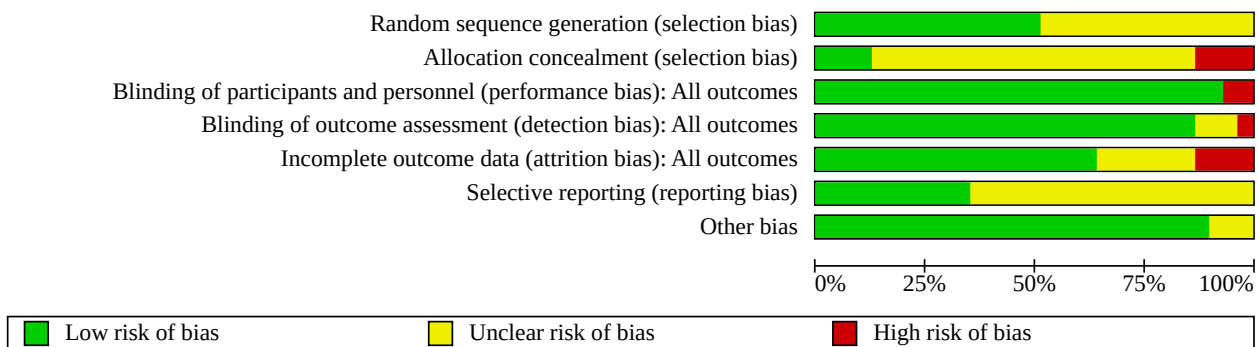 Random sequence generation (selection bias)
Allocation concealment (selection bias)
Blinding of participants and personnel (performance bias): All outcomes
Blinding of outcome assessment (detection bias): All outcomes
Incomplete outcome data (attrition bias): All outcomes
Selective reporting (reporting bias)
Other bias
0% 25% 50% 75% 100%
Low risk of bias Unclear risk of bias High risk of bias